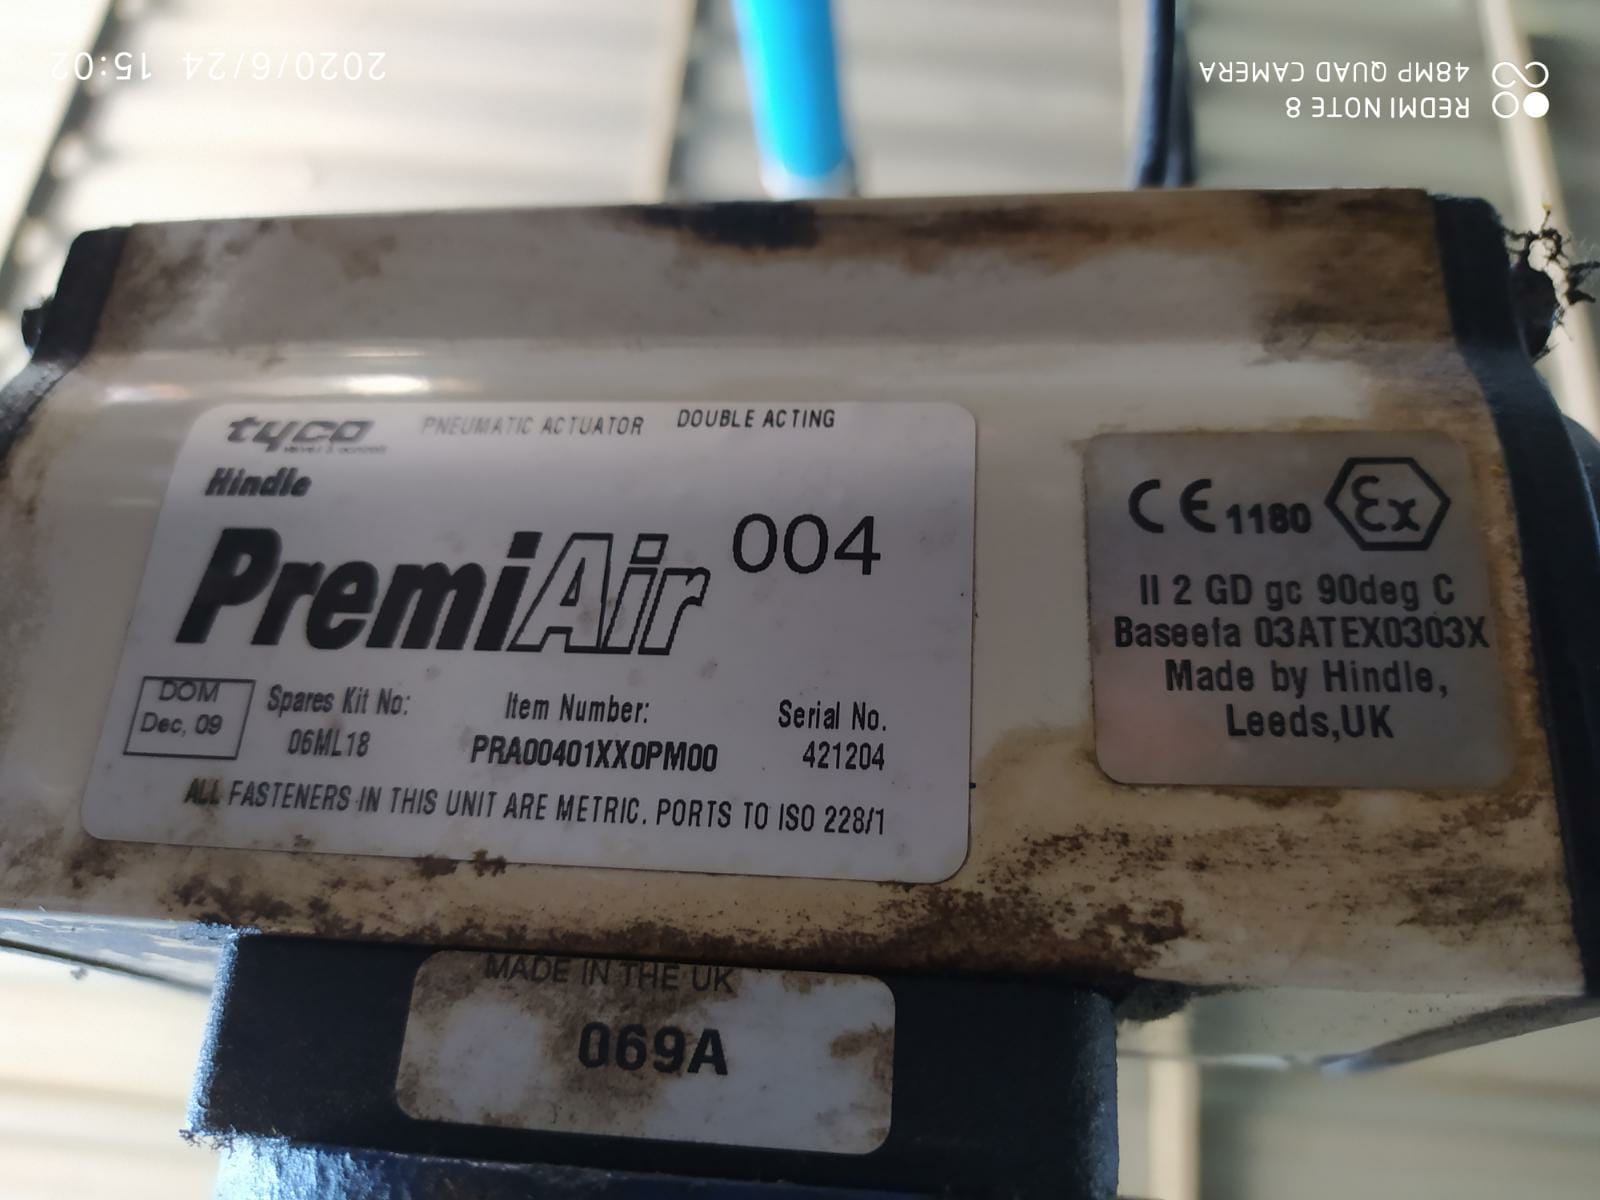 2020/6/24 15:02
REDMI NOTE 8
48MP QUAD CAMERA
tyco PNEUMATIC ACTUATOR DOUBLE ACTING
Hindle
PremiAir 004
DOM
Dec, 09
Spares Kit No:
06ML18
Item Number:
PRA00401XX0PM00
Serial No.
421204
ALL FASTENERS IN THIS UNIT ARE METRIC. PORTS TO ISO 228/1
CE 1180 Ex
II 2 GD gc 90deg C
Baseefa 03ATEX0303X
Made by Hindle,
Leeds,UK
MADE IN THE UK
069A